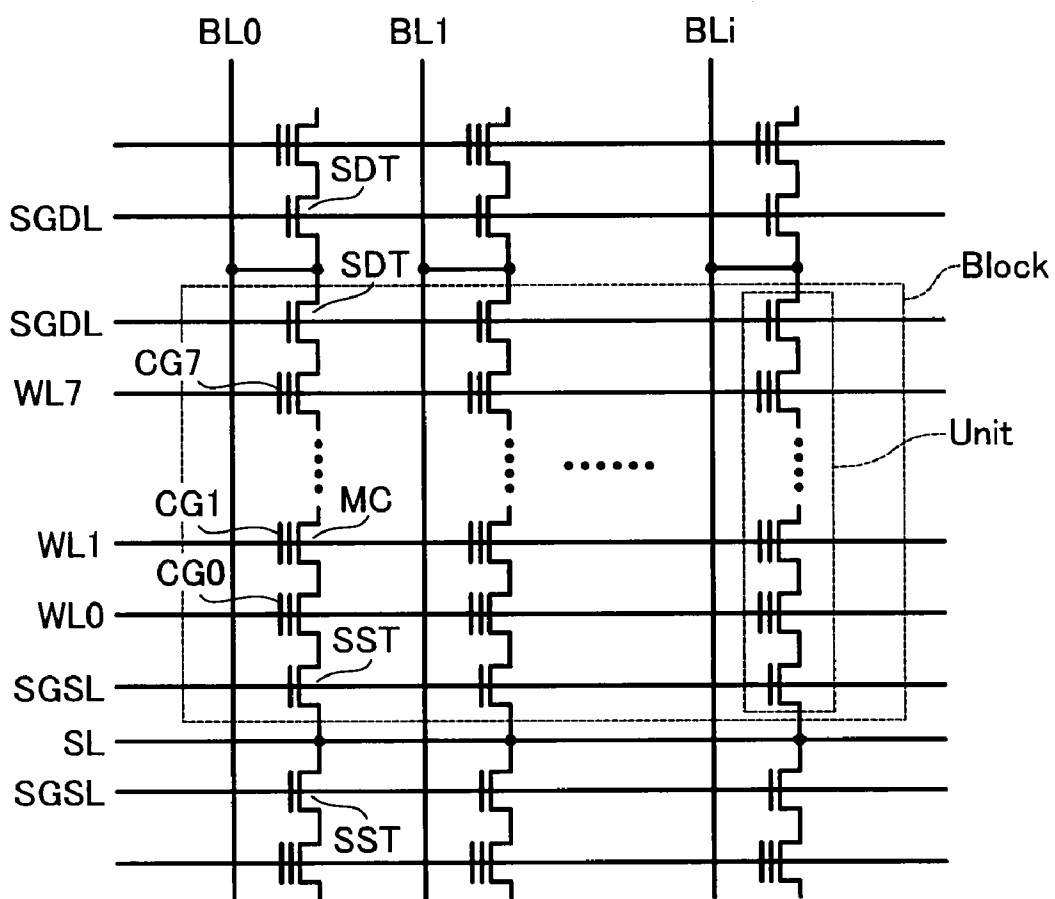 BL0 BL1 BLi
SDT
SGDL
SDT
Block
SGDL
CG7
WL7
Unit
CG1 MC
WL1
CG0
WL0
SST
SGSL
SL
SGSL
SST